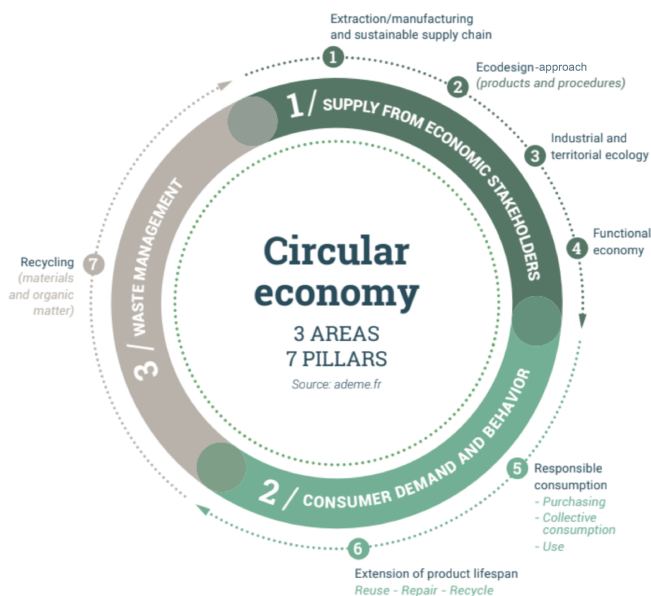 Extraction/manufacturing
and sustainable supply chain
1
Ecodesign-approach
(products and procedures)
2
1/ SUPPLY FROM ECONOMIC STAKEHOLDERS
Industrial and
territorial ecology
3
Functional
economy
4
Circular
economy
3 AREAS
7 PILLARS
Source: ademe.fr
3/ WASTE MANAGEMENT
7
Recycling
(materials
and organic
matter)
2/ CONSUMER DEMAND AND BEHAVIOR
5
Responsible
consumption
- Purchasing
- Collective
consumption
- Use
6
Extension of product lifespan
Reuse - Repair - Recycle